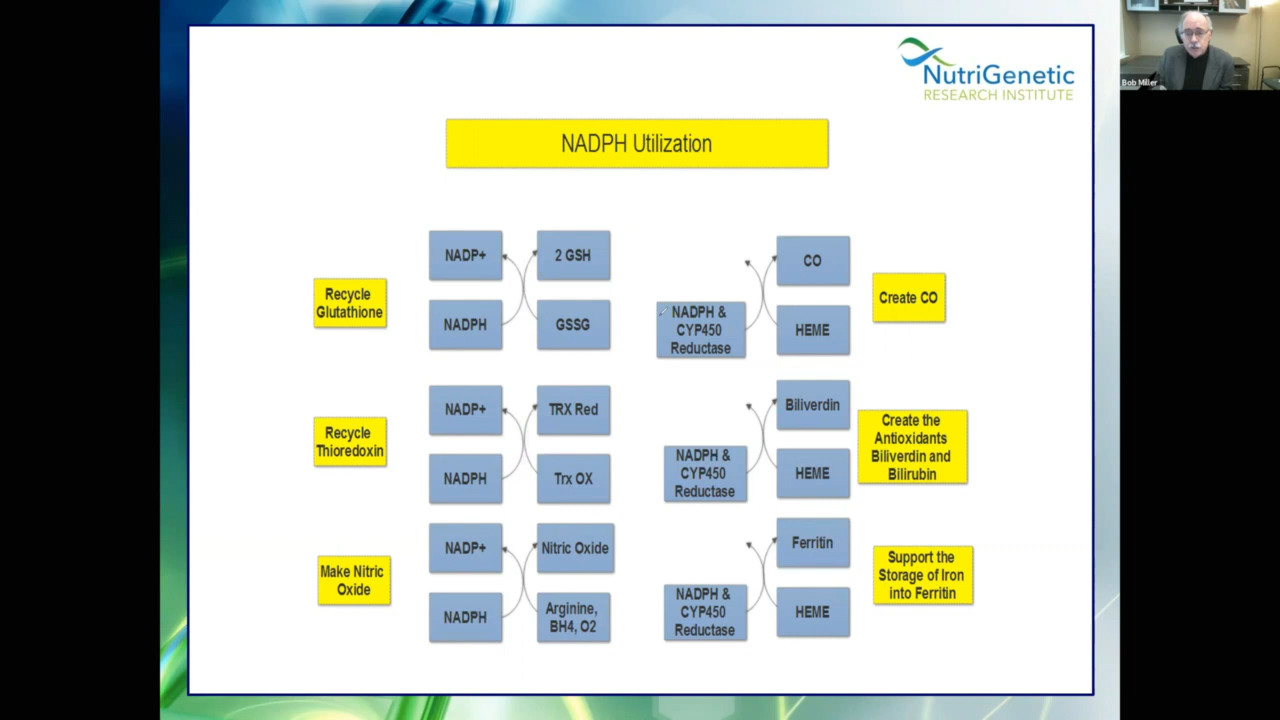 NutriGenetic
RESEARCH INSTITUTE
Bob Miller
NADPH Utilization
Recycle
Glutathione
NADP+
2 GSH
NADPH
GSSG
CO
NADPH &
CYP450
Reductase
HEME
Create CO
Recycle
Thioredoxin
NADP+
TRX Red
NADPH
Trx OX
Biliverdin
NADPH &
CYP450
Reductase
HEME
Create the
Antioxidants
Biliverdin and
Bilirubin
Make Nitric
Oxide
NADP+
Nitric Oxide
NADPH
Arginine,
BH4, O2
Ferritin
NADPH &
CYP450
Reductase
HEME
Support the
Storage of Iron
into Ferritin